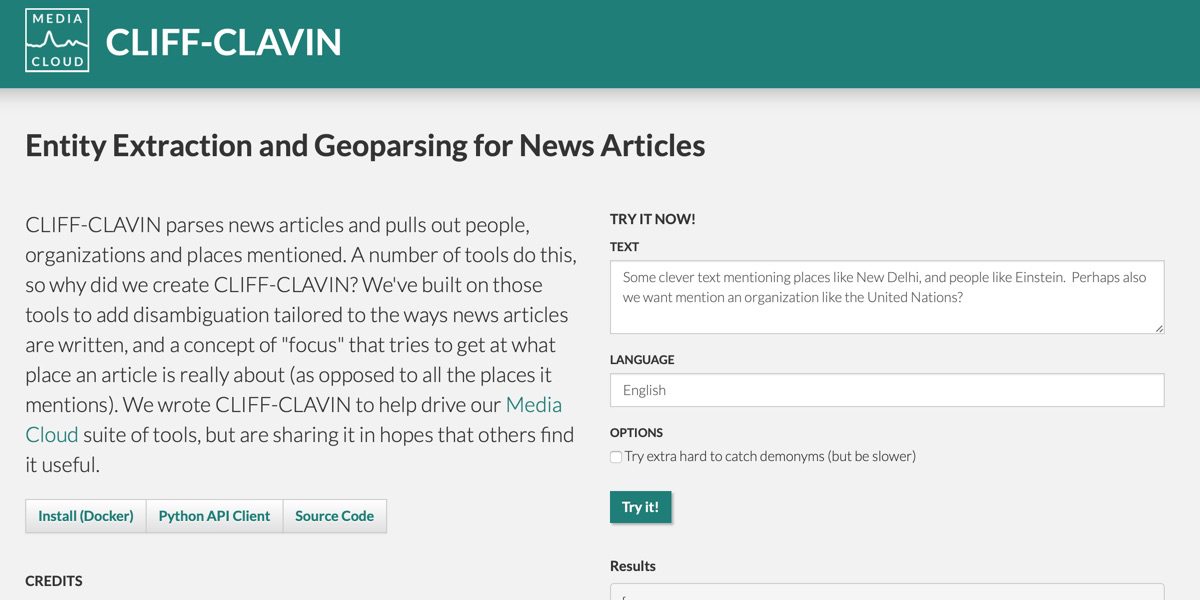 MEDIA
CLOUD
CLIFF-CLAVIN
Entity Extraction and Geoparsing for News Articles
CLIFF-CLAVIN parses news articles and pulls out people,
organizations and places mentioned. A number of tools do this,
so why did we create CLIFF-CLAVIN? We've built on those
tools to add disambiguation tailored to the ways news articles
are written, and a concept of "focus" that tries to get at what
place an article is really about (as opposed to all the places it
mentions). We wrote CLIFF-CLAVIN to help drive our Media
Cloud suite of tools, but are sharing it in hopes that others find
it useful.
Install (Docker)
Python API Client
Source Code
CREDITS
TRY IT NOW!
TEXT
Some clever text mentioning places like New Delhi, and people like Einstein. Perhaps also
we want mention an organization like the United Nations?
LANGUAGE
English
OPTIONS
Try extra hard to catch demonyms (but be slower)
Try it!
Results